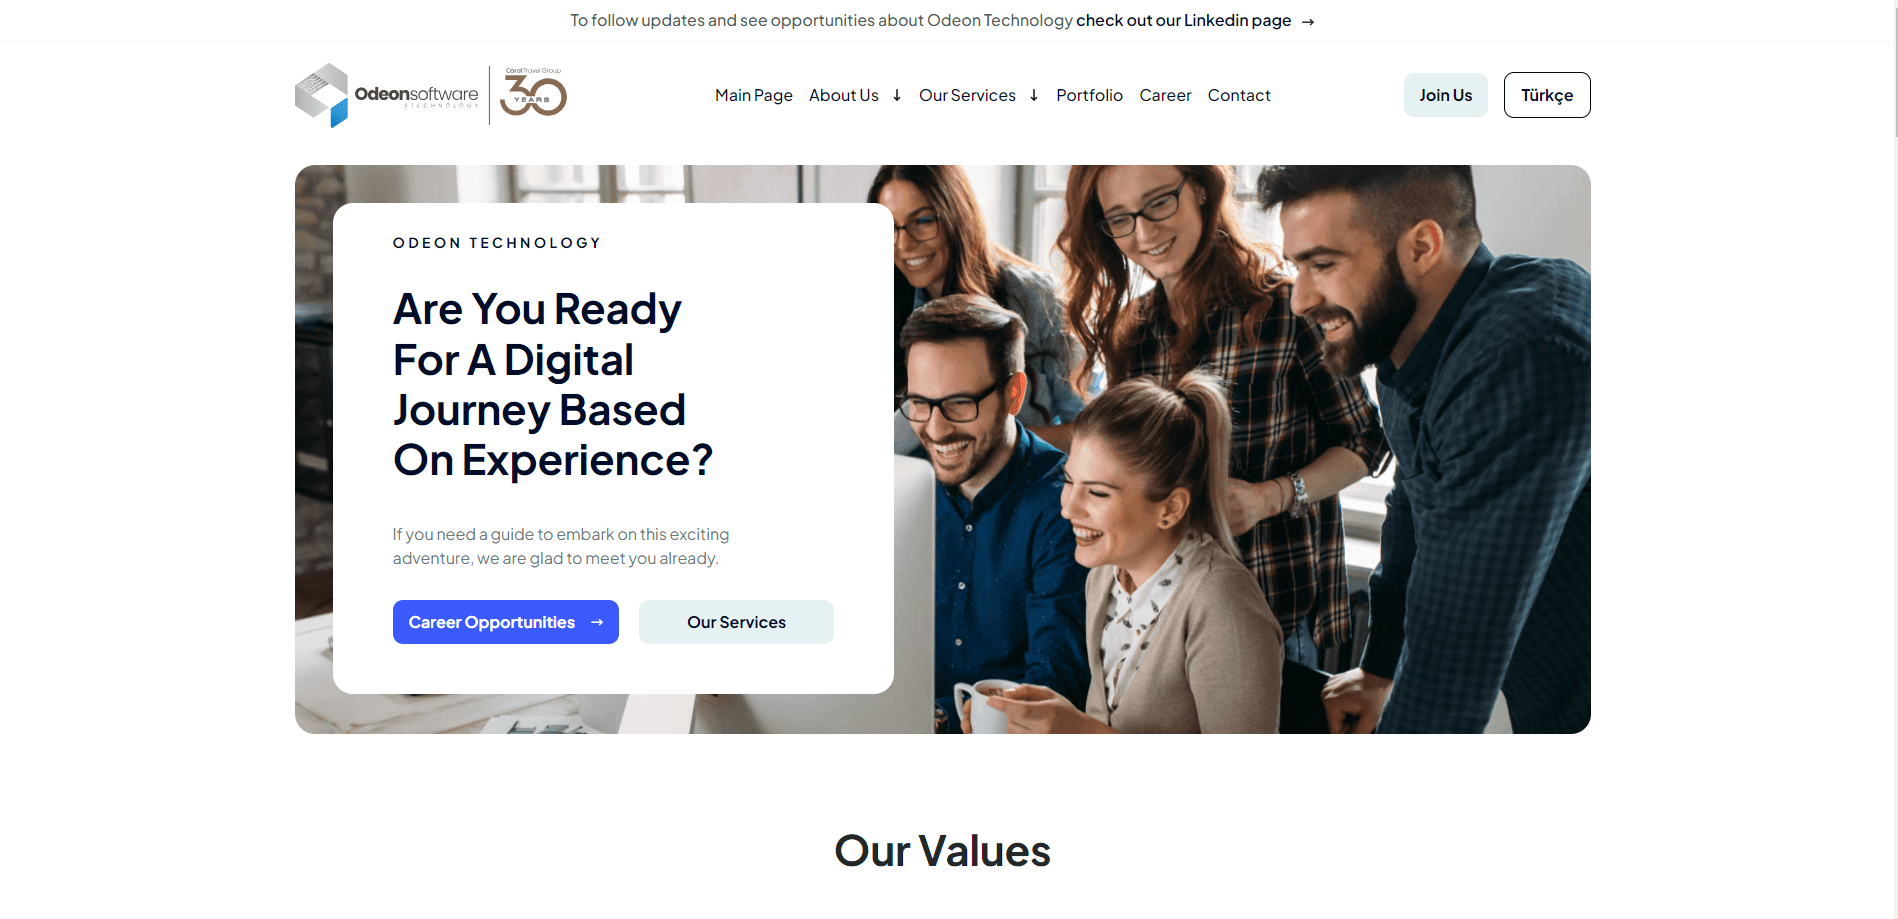 To follow updates and see opportunities about Odeon Technology check out our Linkedin page →
Odeonsoftware
& TECHNOLOGY
Coral Travel Group
30
YEARS
Main Page About Us ↓ Our Services ↓ Portfolio Career Contact
Join Us
Türkçe
ODEON TECHNOLOGY
Are You Ready
For A Digital
Journey Based
On Experience?
If you need a guide to embark on this exciting
adventure, we are glad to meet you already.
Career Opportunities →
Our Services
Our Values